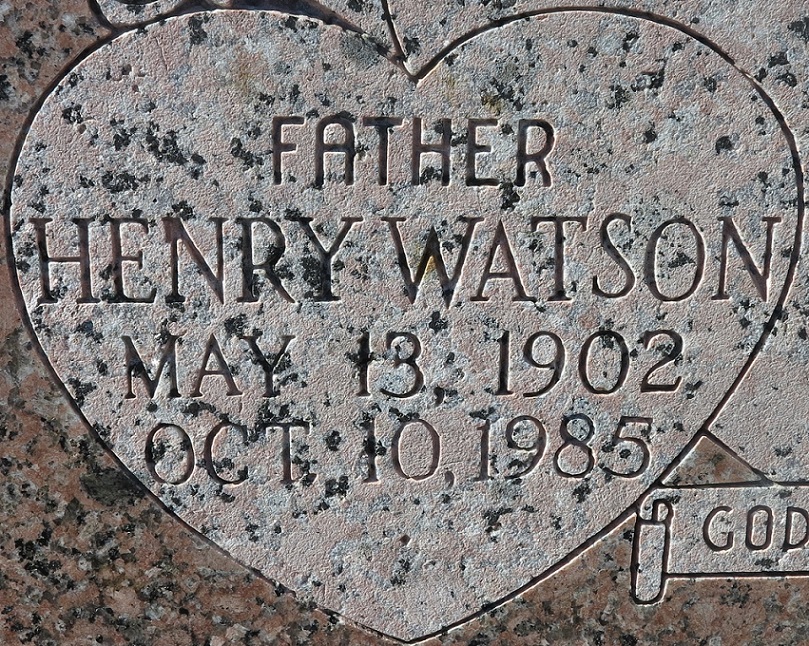 FATHER
HENRY WATSON
MAY 13, 1902
OCT. 10, 1985
GOD